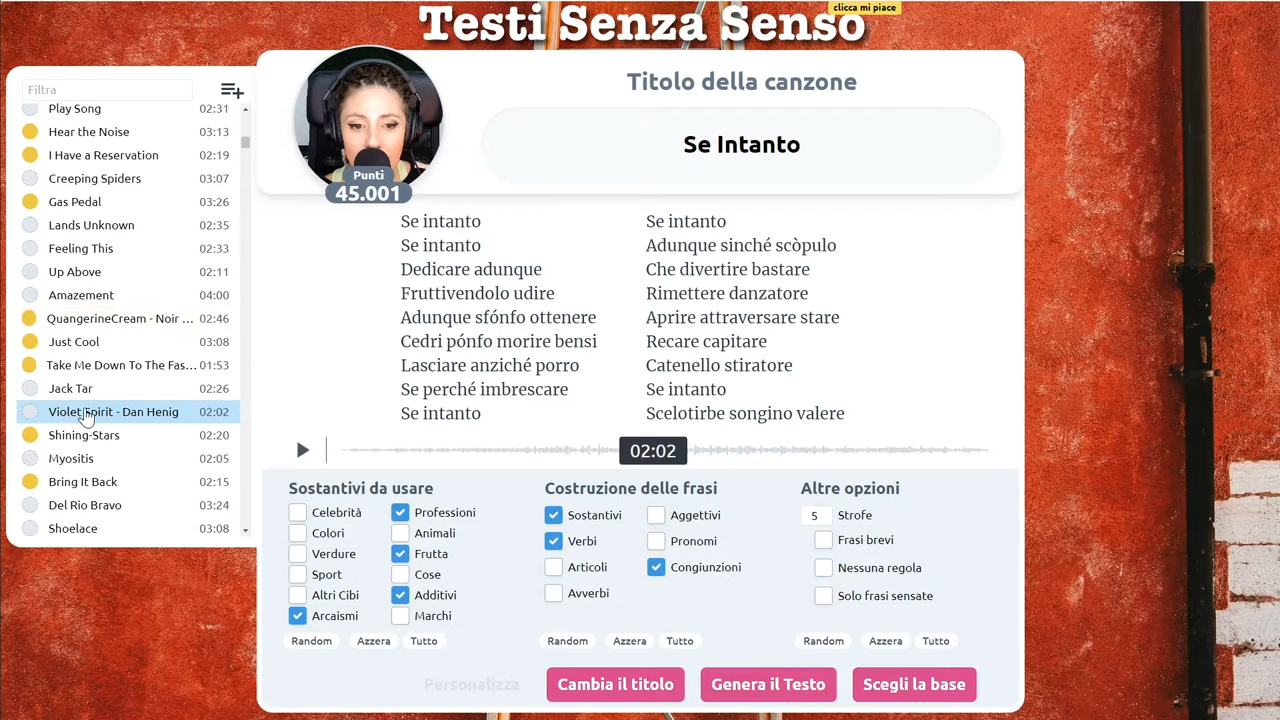 clicca mi piace
Testi Senza Senso
Filtra
Play Song 02:31
Hear the Noise 03:13
I Have a Reservation 02:19
Creeping Spiders 03:07
Gas Pedal 03:26
Lands Unknown 02:35
Feeling This 02:33
Up Above 02:11
Amazement 04:00
QuangerineCream - Noir ... 02:46
Just Cool 03:08
Take Me Down To The Fas... 01:53
Jack Tar 02:26
Violet Spirit - Dan Henig 02:02
Shining-Stars 02:20
Myositis 02:05
Bring It Back 02:15
Del Rio Bravo 03:24
Shoelace 03:08
Punti
45.001
Titolo della canzone
Se Intanto
Se intanto
Se intanto
Dedicare adunque
Fruttivendolo udire
Adunque sfónfo ottenere
Cedri pónfo morire bensi
Lasciare anziché porro
Se perché imbrescare
Se intanto
Se intanto
Adunque sinché scòpulo
Che divertire bastare
Rimettere danzatore
Aprire attraversare stare
Recare capitare
Catenello stiratore
Se intanto
Scelotirbe songino valere
02:02
Sostantivi da usare
Celebrità Professioni
Colori Animali
Verdure Frutta
Sport Cose
Altri Cibi Additivi
Arcaismi Marchi
Random Azzera Tutto
Costruzione delle frasi
Sostantivi Aggettivi
Verbi Pronomi
Articoli Congiunzioni
Avverbi
Random Azzera Tutto
Altre opzioni
5 Strofe
Frasi brevi
Nessuna regola
Solo frasi sensate
Random Azzera Tutto
Personalizza
Cambia il titolo
Genera il Testo
Scegli la base